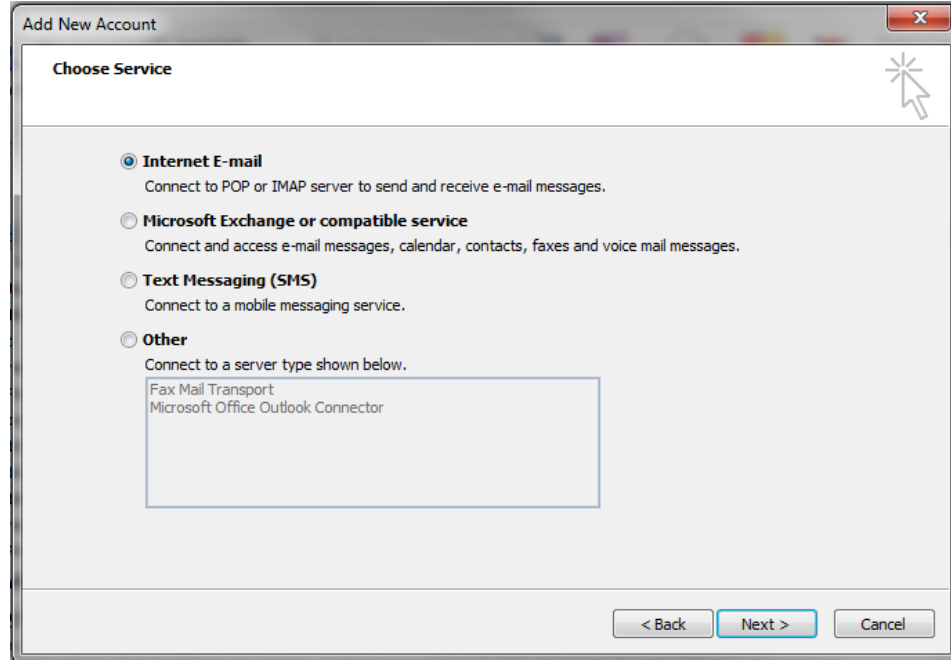 Add New Account
Choose Service
Internet E-mail
Connect to POP or IMAP server to send and receive e-mail messages.
Microsoft Exchange or compatible service
Connect and access e-mail messages, calendar, contacts, faxes and voice mail messages.
Text Messaging (SMS)
Connect to a mobile messaging service.
Other
Connect to a server type shown below.
Fax Mail Transport
Microsoft Office Outlook Connector
< Back Next > Cancel